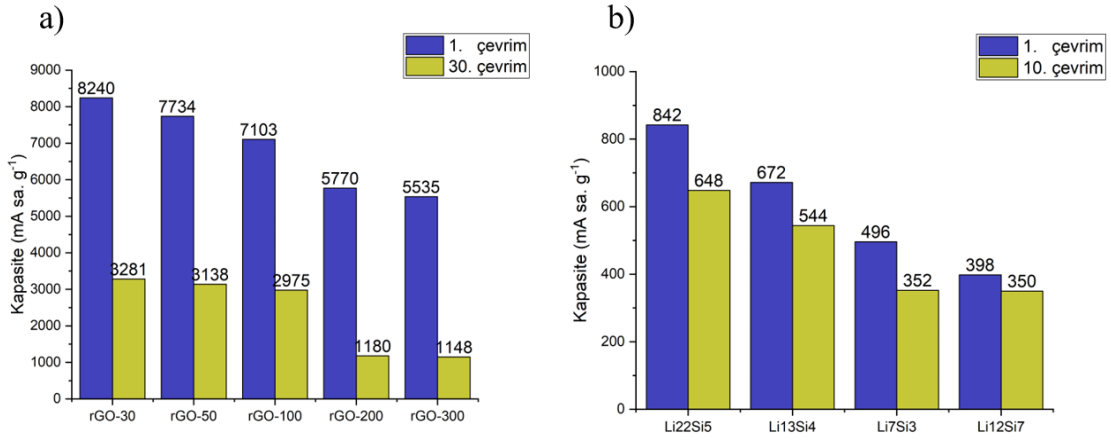 a)
1. çevrim
30. çevrim
Kapasite (mA sa. g⁻¹)
9000
8000
7000
6000
5000
4000
3000
2000
1000
0
8240
7734
7103
5770
5535
3281
3138
2975
1180
1148
rGO-30
rGO-50
rGO-100
rGO-200
rGO-300
b)
1. çevrim
10. çevrim
Kapasite (mA sa. g⁻¹)
1000
800
600
400
200
0
842
648
672
544
496
352
398
350
Li22Si5
Li13Si4
Li7Si3
Li12Si7